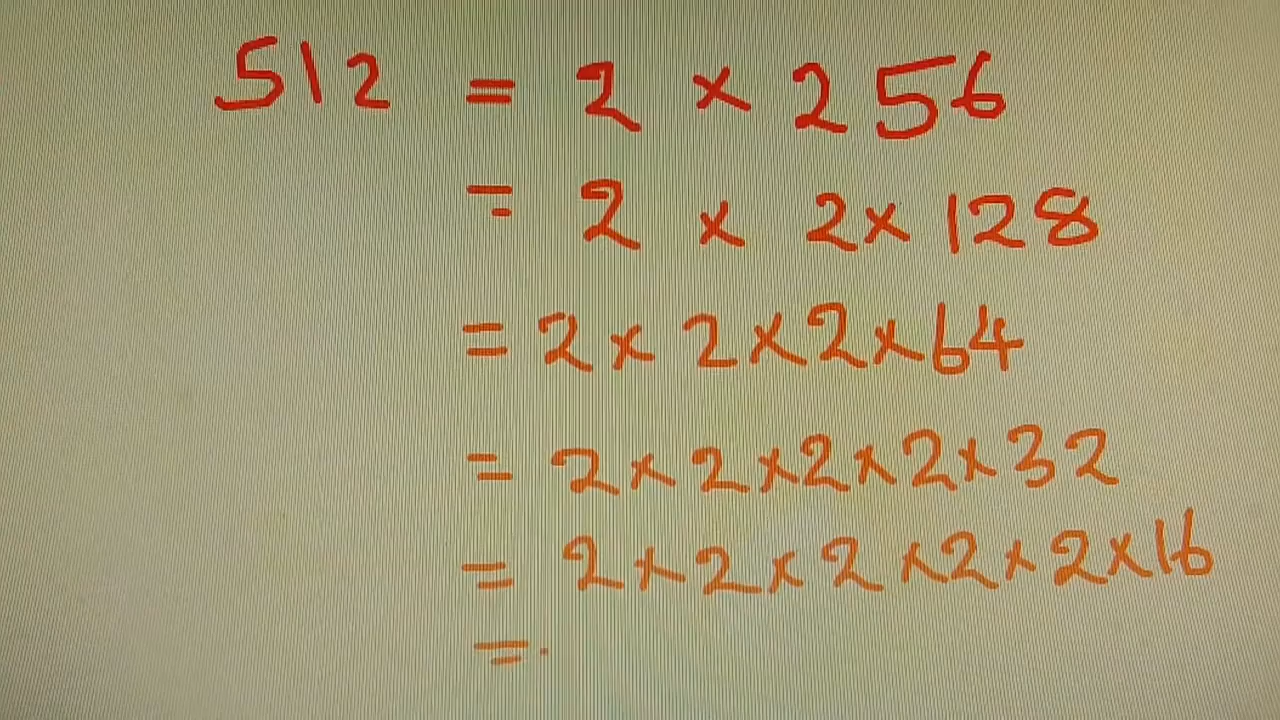 512 = 2 × 256
= 2 × 2 × 128
= 2 × 2 × 2 × 64
= 2 × 2 × 2 × 2 × 32
= 2 × 2 × 2 × 2 × 2 × 16
= .